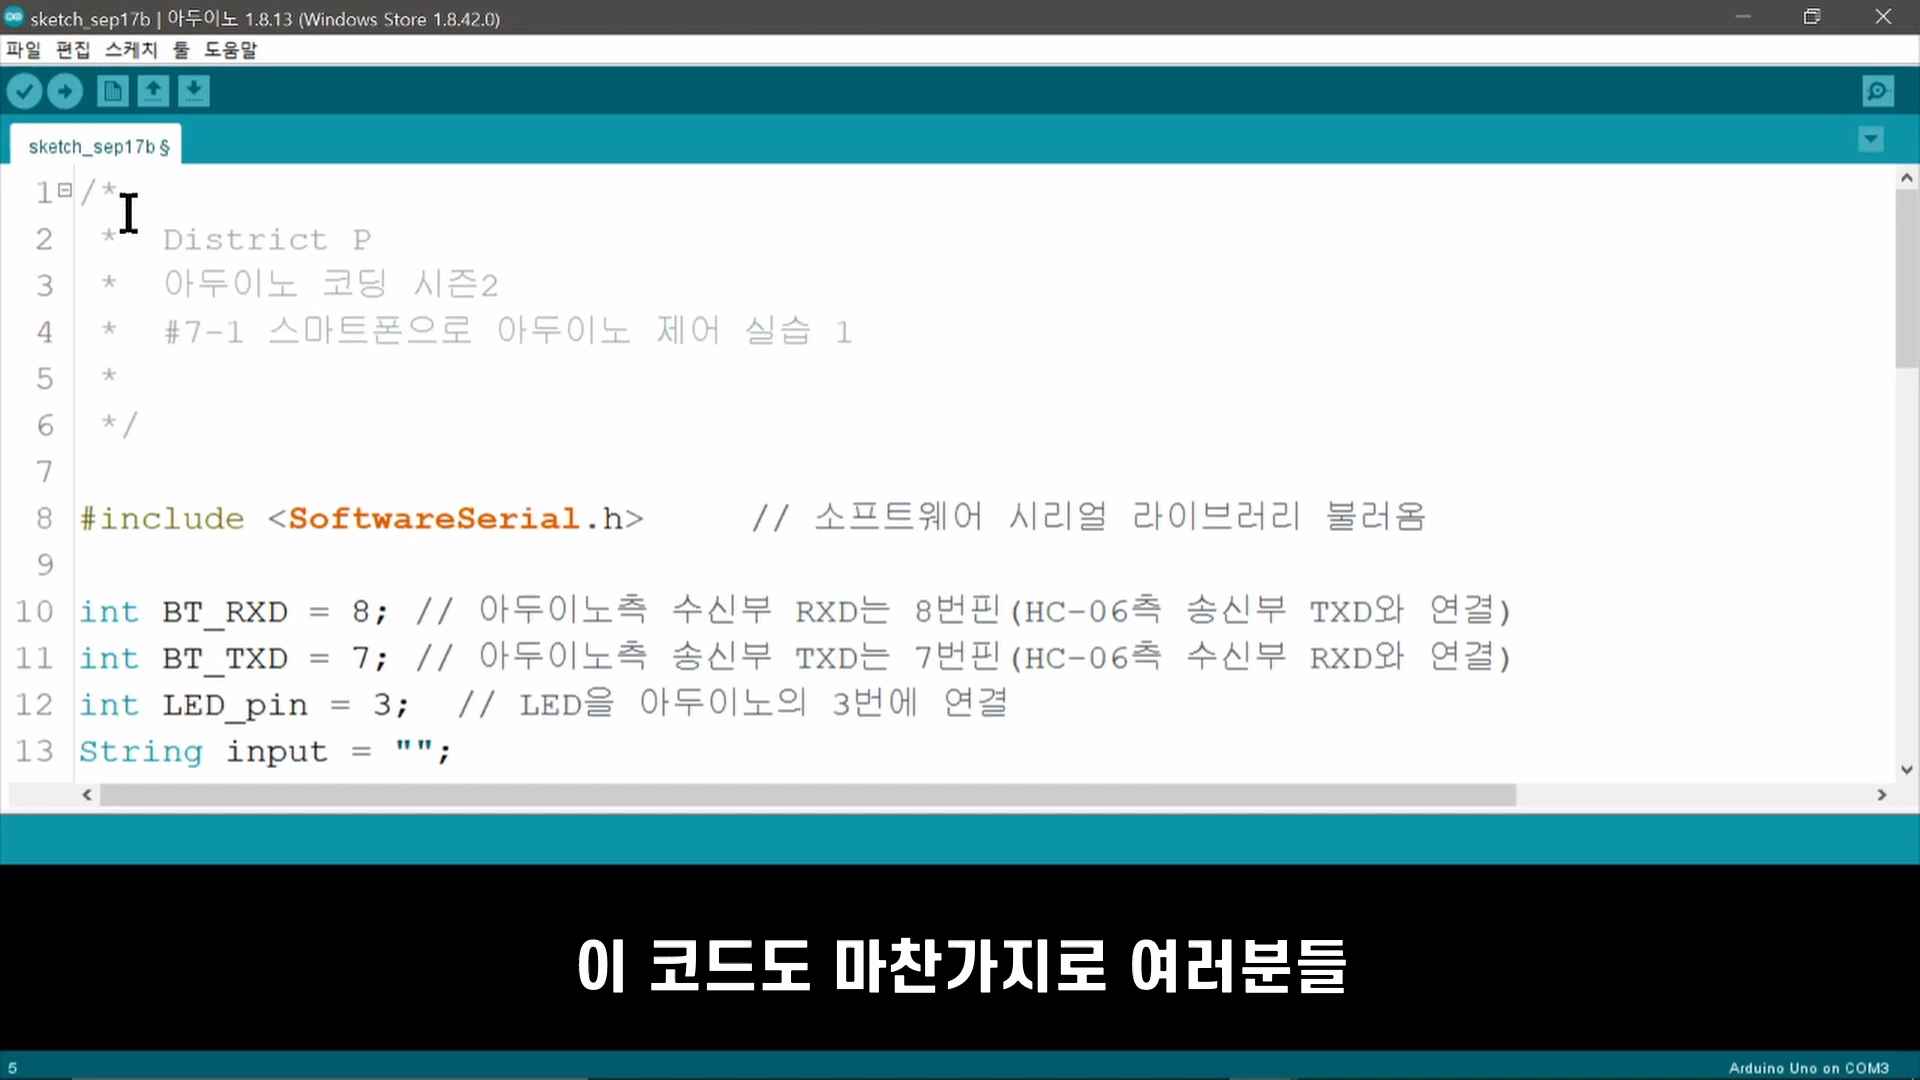 sketch_sep17b | 아두이노 1.8.13 (Windows Store 1.8.42.0)
파일 편집 스케치 툴 도움말
sketch_sep17b §
1 /*
2  *  District P
3  *  아두이노 코딩 시즌2
4  *  #7-1 스마트폰으로 아두이노 제어 실습 1
5  *
6  */
7
8 #include <SoftwareSerial.h>     // 소프트웨어 시리얼 라이브러리 불러옴
9
10 int BT_RXD = 8; // 아두이노측 수신부 RXD는 8번핀(HC-06측 송신부 TXD와 연결)
11 int BT_TXD = 7; // 아두이노측 송신부 TXD는 7번핀(HC-06측 수신부 RXD와 연결)
12 int LED_pin = 3;  // LED을 아두이노의 3번에 연결
13 String input = "";
이 코드도 마찬가지로 여러분들
5 Arduino Uno on COM3